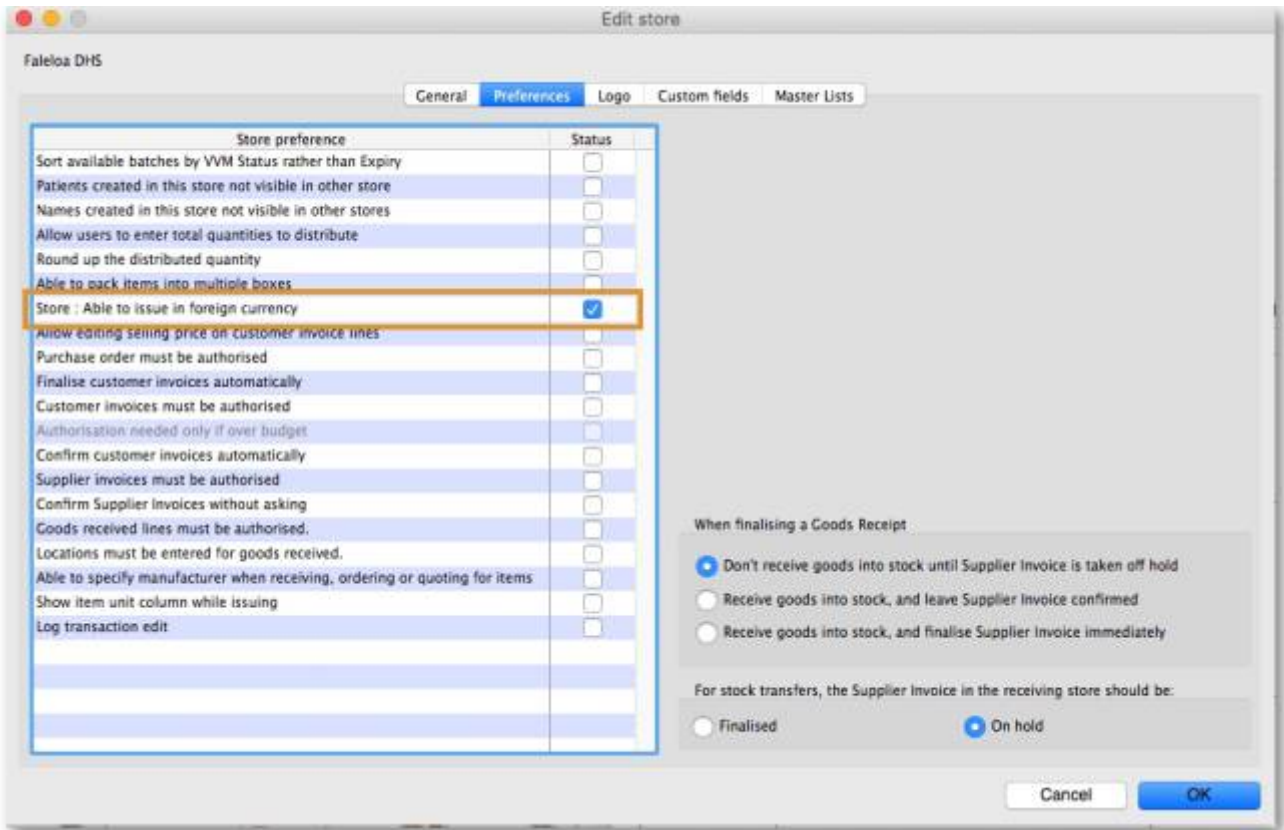 Edit store
Faleloa DHS
General Preferences Logo Custom fields Master Lists
Store preference Status
Sort available batches by VVM Status rather than Expiry
Patients created in this store not visible in other store
Names created in this store not visible in other stores
Allow users to enter total quantities to distribute
Round up the distributed quantity
Able to pack items into multiple boxes
Store : Able to issue in foreign currency
Allow editing selling price on customer invoice lines
Purchase order must be authorised
Finalise customer invoices automatically
Customer invoices must be authorised
Authorisation needed only if over budget
Confirm customer invoices automatically
Supplier invoices must be authorised
Confirm Supplier Invoices without asking
Goods received lines must be authorised.
Locations must be entered for goods received.
Able to specify manufacturer when receiving, ordering or quoting for items
Show item unit column while issuing
Log transaction edit
When finalising a Goods Receipt
Don't receive goods into stock until Supplier Invoice is taken off hold
Receive goods into stock, and leave Supplier Invoice confirmed
Receive goods into stock, and finalise Supplier Invoice immediately
For stock transfers, the Supplier Invoice in the receiving store should be:
Finalised On hold
Cancel OK